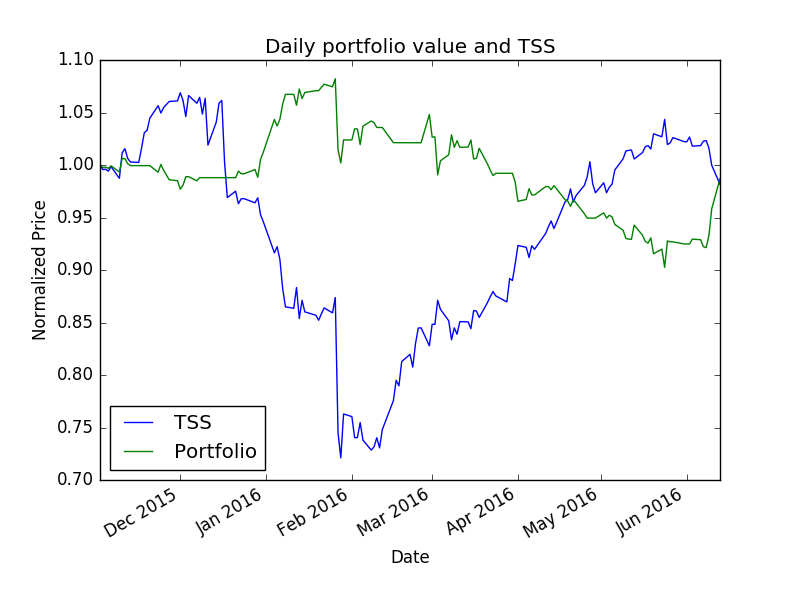 Daily portfolio value and TSS
1.10
1.05
1.00
0.95
0.90
0.85
0.80
0.75
0.70
Normalized Price
TSS
Portfolio
Dec 2015
Jan 2016
Feb 2016
Mar 2016
Apr 2016
May 2016
Jun 2016
Date